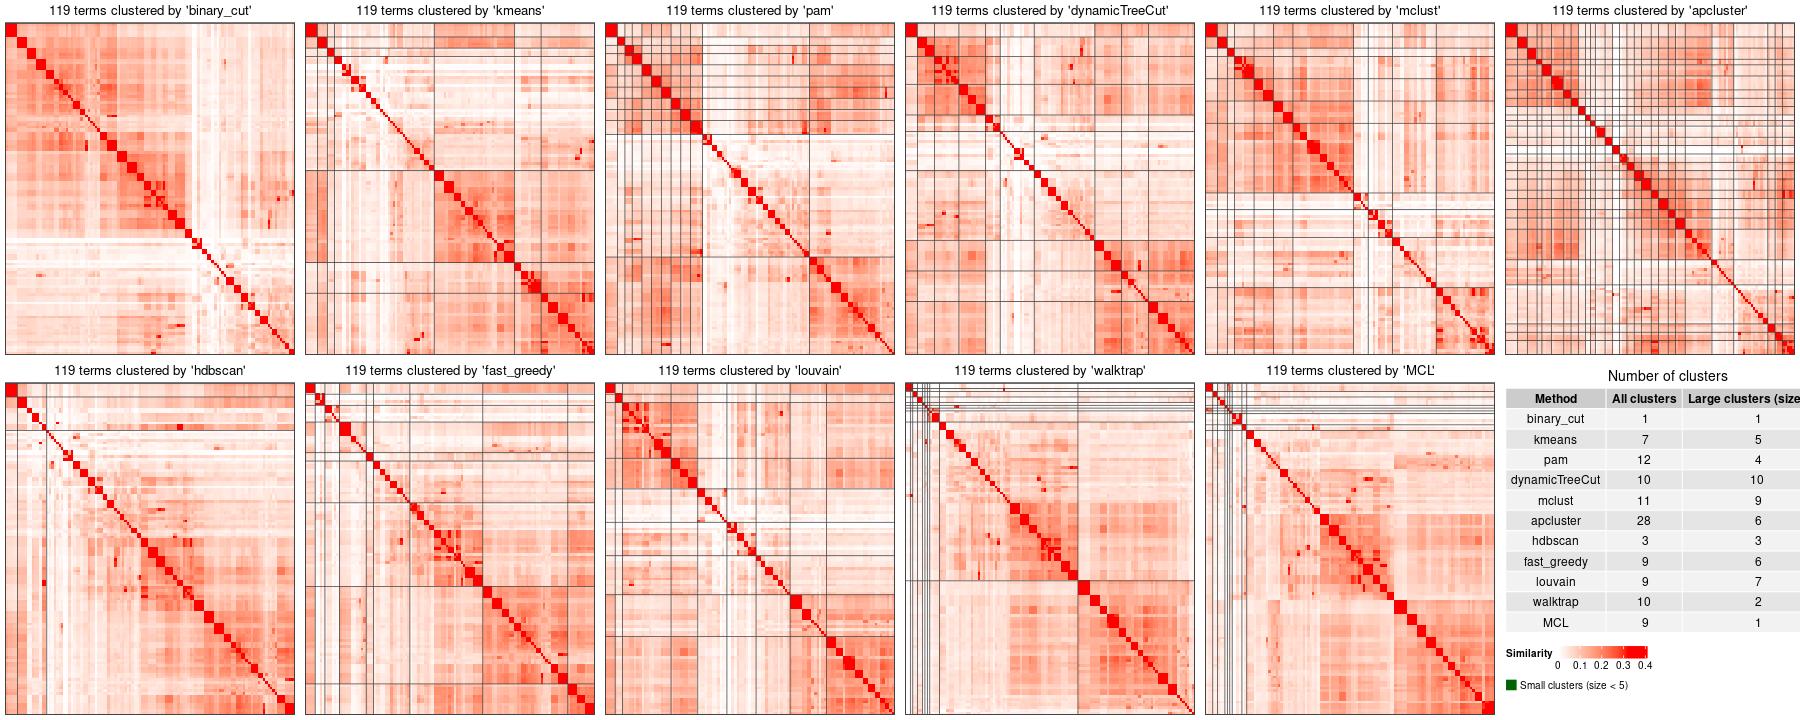 119 terms clustered by 'binary_cut'
119 terms clustered by 'kmeans'
119 terms clustered by 'pam'
119 terms clustered by 'dynamicTreeCut'
119 terms clustered by 'mclust'
119 terms clustered by 'apcluster'
119 terms clustered by 'hdbscan'
119 terms clustered by 'fast_greedy'
119 terms clustered by 'louvain'
119 terms clustered by 'walktrap'
119 terms clustered by 'MCL'
Number of clusters
Method All clusters Large clusters (size
binary_cut 1 1
kmeans 7 5
pam 12 4
dynamicTreeCut 10 10
mclust 11 9
apcluster 28 6
hdbscan 3 3
fast_greedy 9 6
louvain 9 7
walktrap 10 2
MCL 9 1
Similarity
0 0.1 0.2 0.3 0.4
Small clusters (size < 5)